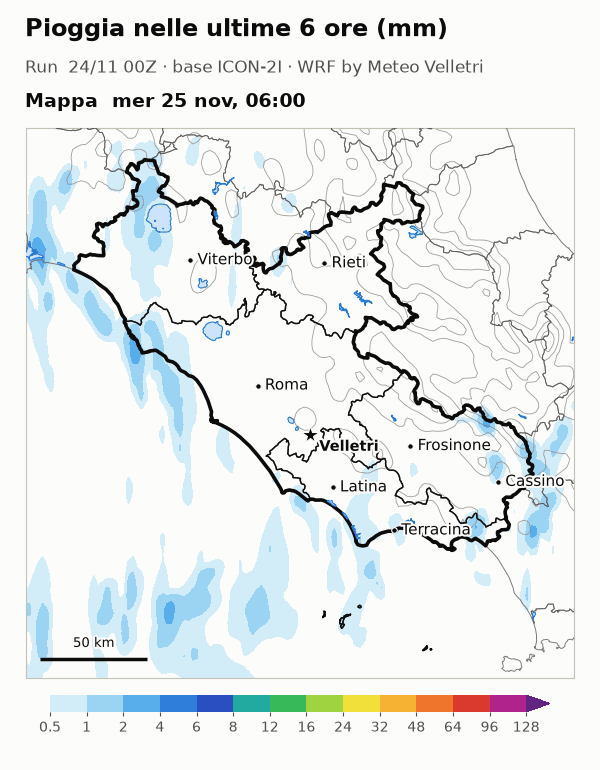 Pioggia nelle ultime 6 ore (mm)
Run  24/11 00Z · base ICON-2I · WRF by Meteo Velletri
Mappa  mer 25 nov, 06:00
Viterbo
Rieti
Roma
Velletri
Frosinone
Cassino
Latina
Terracina
50 km
0.5 1 2 4 6 8 12 16 24 32 48 64 96 128